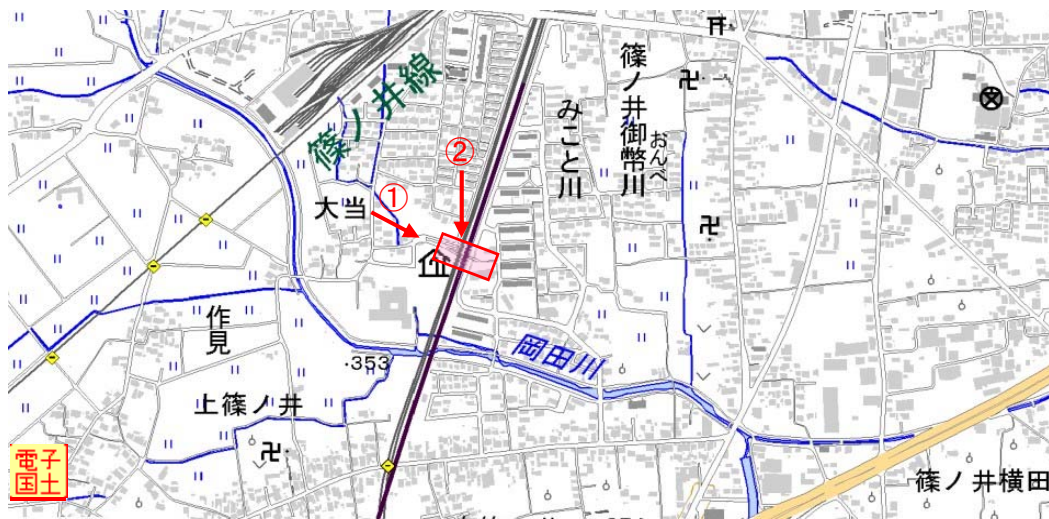 篠ノ井線
みこと川
篠ノ井御幣川
おんべ
②
①
大当
作見
岡田川
・353
上篠ノ井
電子
国土
篠ノ井横田